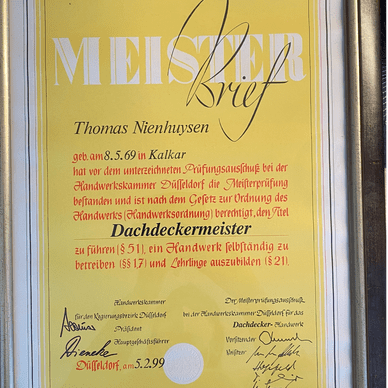 MEISTER
Brief
Thomas Nienhuysen
geb. am 8.5.69 in Kalkar
hat vor dem unterzeichneten Prüfungsausschuß bei der
Handwerkskammer Düsseldorf die Meisterprüfung
bestanden und ist nach dem Gesetz zur Ordnung des
Handwerks (Handwerksordnung) berechtigt, den Titel
Dachdeckermeister
zu führen (§ 51), ein Handwerk selbständig zu
betreiben (§§ 1,7) und Lehrlinge auszubilden (§ 21).
Handwerkskammer
für den Regierungsbezirk Düsseldorf
Präsident
Hauptgeschäftsführer
Düsseldorf, 5.2.99
Der Meisterprüfungsausschuß
bei der Handwerkskammer Düsseldorf für das
Dachdecker- Handwerk
Vorsitzender
Beisitzer